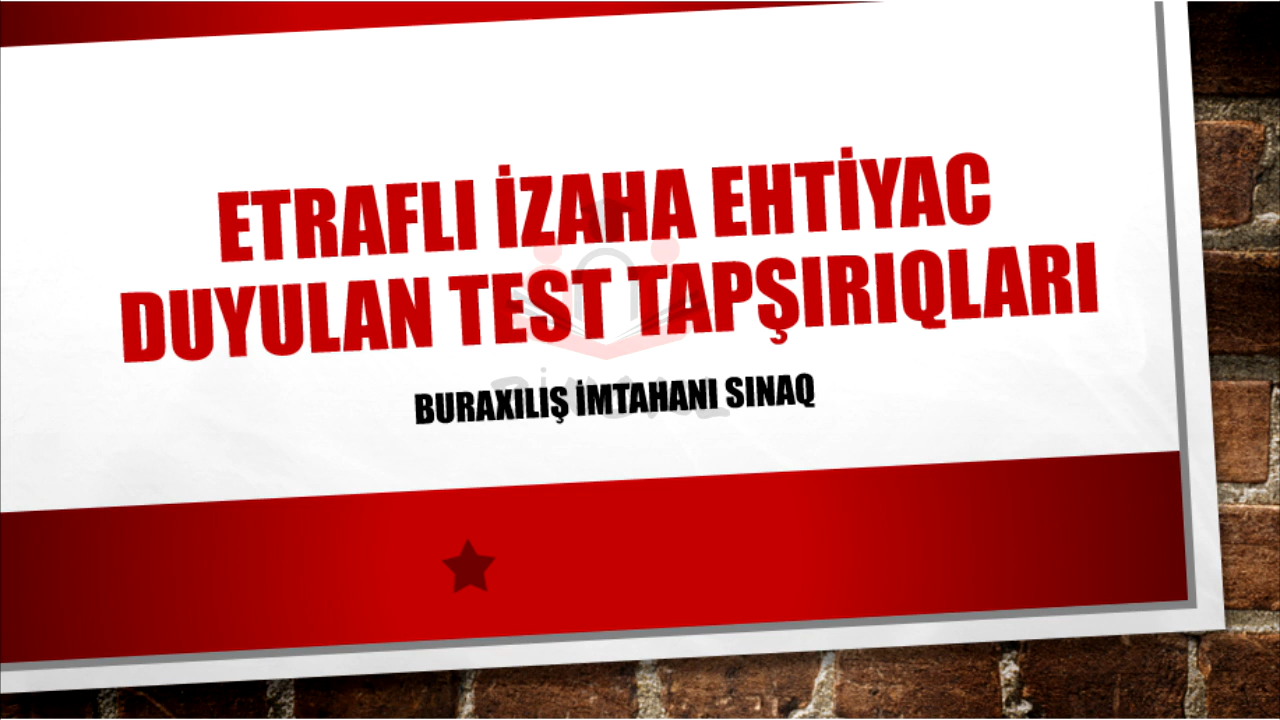 ETRAFLI İZAHA EHTİYAC
DUYULAN TEST TAPŞIRIQLARI
BURAXILIŞ İMTAHANI SINAQ